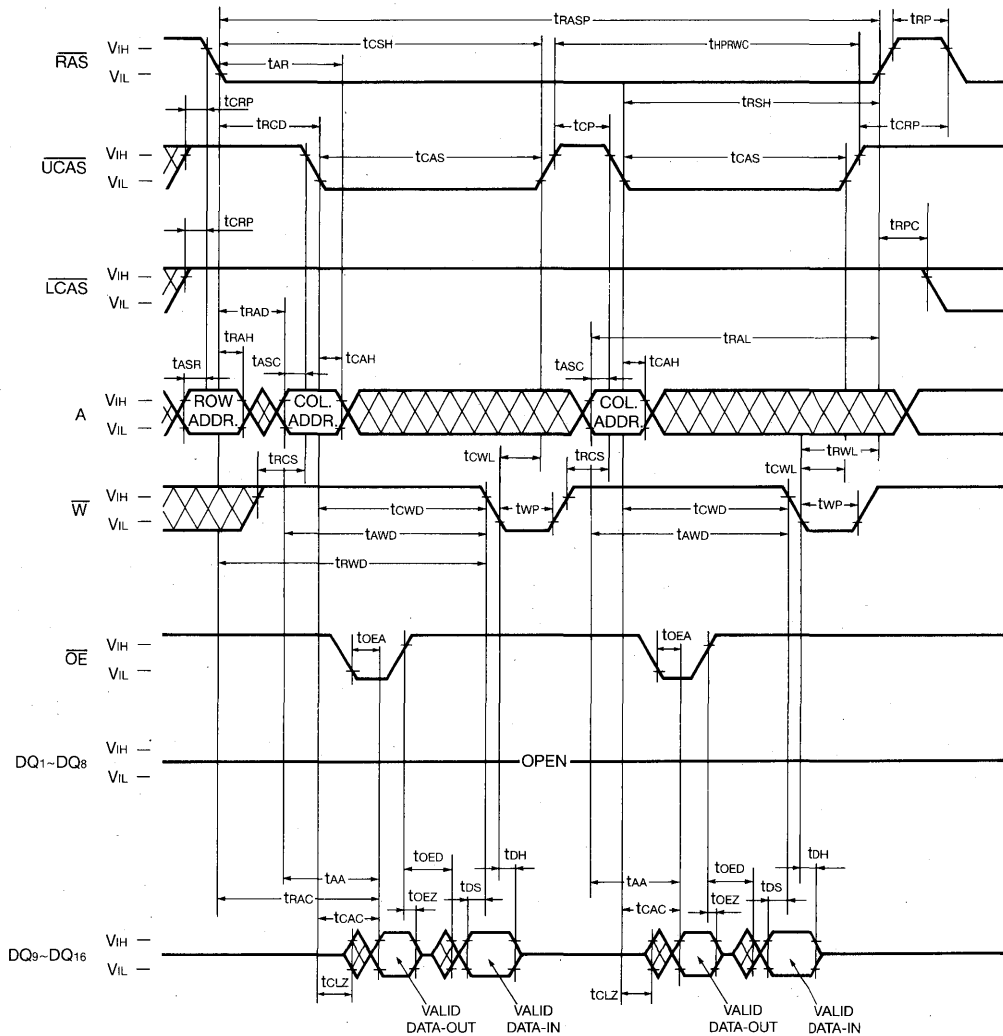 tRASP
tRP
tCSH
tHPRWC
RAS
VIH
VIL
tAR
tRSH
tCRP
tRCD
tCP
tCRP
UCAS
VIH
VIL
tCAS
tCAS
tCRP
tRPC
LCAS
VIH
VIL
tRAD
tRAH
tRAL
tASR
tASC
tCAH
tASC
tCAH
A
VIH
VIL
ROW ADDR.
COL. ADDR.
COL. ADDR.
tRCS
tCWL
tRCS
tRWL
tCWL
W
VIH
VIL
tCWD
tWP
tCWD
tWP
tAWD
tAWD
tRWD
OE
VIH
VIL
tOEA
tOEA
DQ1~DQ8
VIH
VIL
OPEN
tOED
tDH
tOED
tDH
tAA
tDS
tAA
tDS
tRAC
tOEZ
tOEZ
tCAC
tCAC
DQ9~DQ16
VIH
VIL
tCLZ
tCLZ
VALID DATA-OUT
VALID DATA-IN
VALID DATA-OUT
VALID DATA-IN